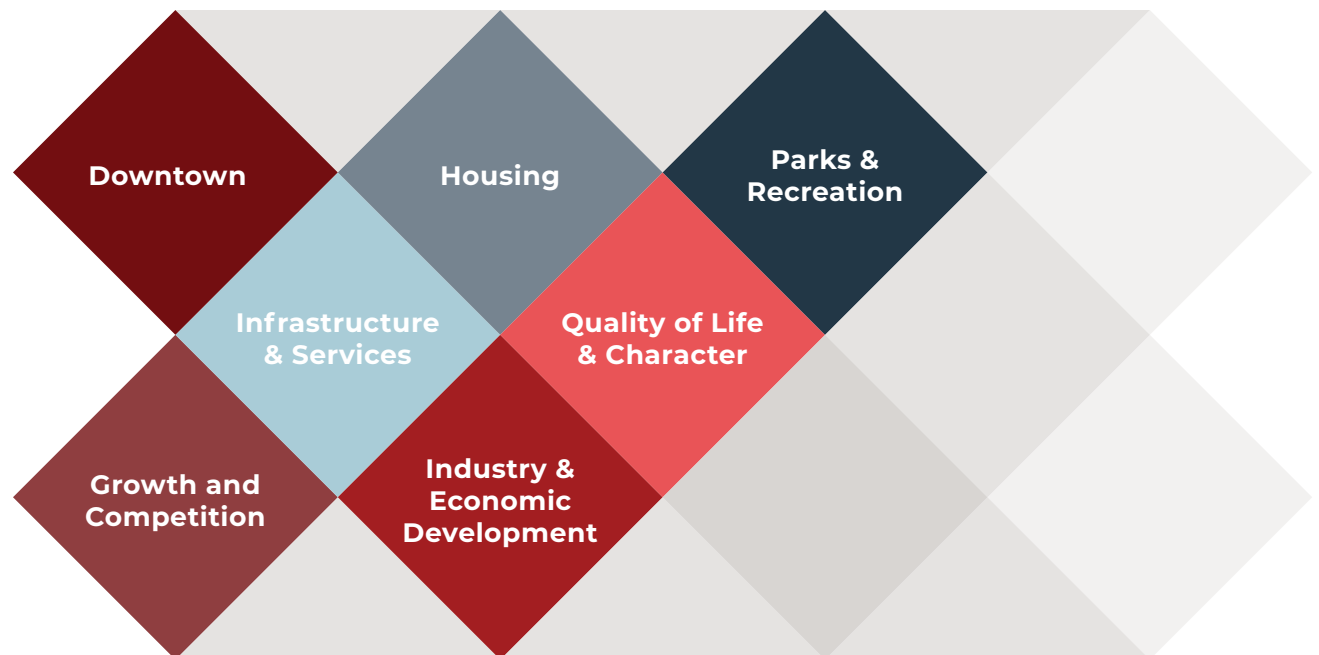 Downtown
Housing
Parks &
Recreation
Infrastructure
& Services
Quality of Life
& Character
Growth and
Competition
Industry &
Economic
Development